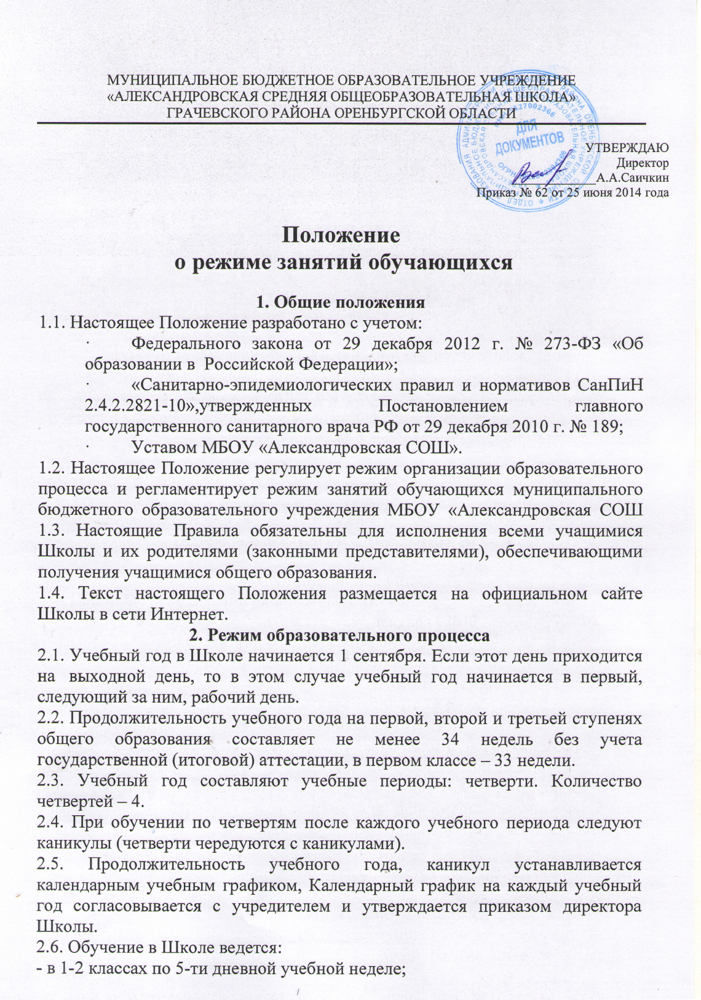 МУНИЦИПАЛЬНОЕ БЮДЖЕТНОЕ ОБРАЗОВАТЕЛЬНОЕ УЧРЕЖДЕНИЕ
«АЛЕКСАНДРОВСКАЯ СРЕДНЯЯ ОБЩЕОБРАЗОВАТЕЛЬНАЯ ШКОЛА»
ГРАЧЕВСКОГО РАЙОНА ОРЕНБУРГСКОЙ ОБЛАСТИ
ДЛЯ
ДОКУМЕНТОВ
УТВЕРЖДАЮ
Директор
А.А.Саичкин
Приказ № 62 от 25 июня 2014 года
Положение
о режиме занятий обучающихся
1. Общие положения
1.1. Настоящее Положение разработано с учетом:
· Федерального закона от 29 декабря 2012 г. № 273-ФЗ «Об
образовании в Российской Федерации»;
· «Санитарно-эпидемиологических правил и нормативов СанПиН
2.4.2.2821-10»,утвержденных Постановлением главного
государственного санитарного врача РФ от 29 декабря 2010 г. № 189;
· Уставом МБОУ «Александровская СОШ».
1.2. Настоящее Положение регулирует режим организации образовательного
процесса и регламентирует режим занятий обучающихся муниципального
бюджетного образовательного учреждения МБОУ «Александровская СОШ
1.3. Настоящие Правила обязательны для исполнения всеми учащимися
Школы и их родителями (законными представителями), обеспечивающими
получения учащимися общего образования.
1.4. Текст настоящего Положения размещается на официальном сайте
Школы в сети Интернет.
2. Режим образовательного процесса
2.1. Учебный год в Школе начинается 1 сентября. Если этот день приходится
на выходной день, то в этом случае учебный год начинается в первый,
следующий за ним, рабочий день.
2.2. Продолжительность учебного года на первой, второй и третьей ступенях
общего образования составляет не менее 34 недель без учета
государственной (итоговой) аттестации, в первом классе – 33 недели.
2.3. Учебный год составляют учебные периоды: четверти. Количество
четвертей – 4.
2.4. При обучении по четвертям после каждого учебного периода следуют
каникулы (четверти чередуются с каникулами).
2.5. Продолжительность учебного года, каникул устанавливается
календарным учебным графиком, Календарный график на каждый учебный
год согласовывается с учредителем и утверждается приказом директора
Школы.
2.6. Обучение в Школе ведется:
- в 1-2 классах по 5-ти дневной учебной неделе;